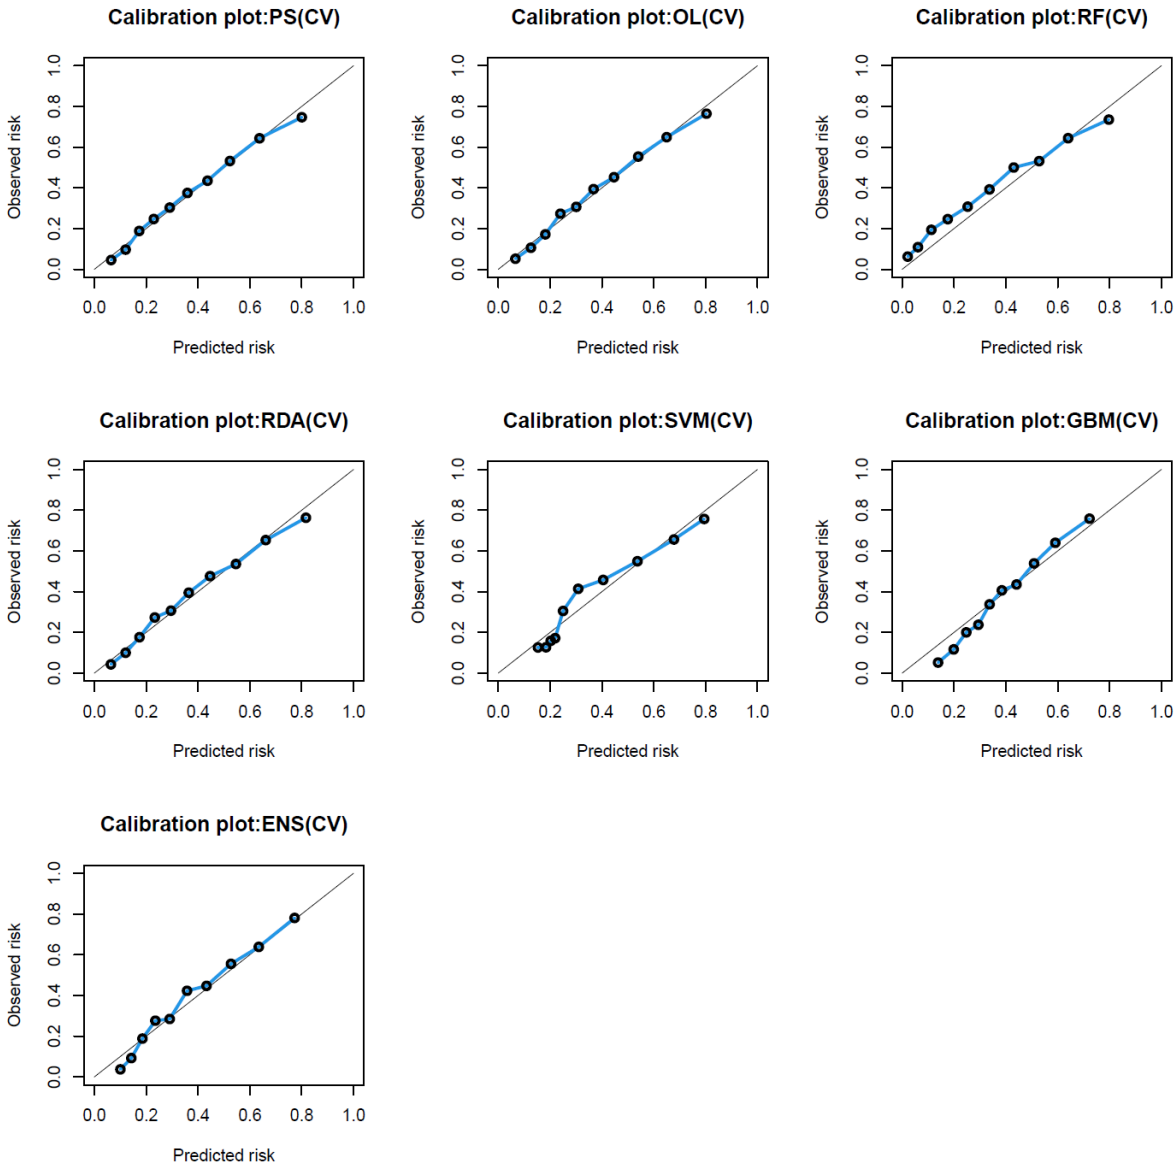 Calibration plot:PS(CV)
Observed risk
1.0
0.8
0.6
0.4
0.2
0.0
0.0 0.2 0.4 0.6 0.8 1.0
Predicted risk
Calibration plot:OL(CV)
Observed risk
1.0
0.8
0.6
0.4
0.2
0.0
0.0 0.2 0.4 0.6 0.8 1.0
Predicted risk
Calibration plot:RF(CV)
Observed risk
1.0
0.8
0.6
0.4
0.2
0.0
0.0 0.2 0.4 0.6 0.8 1.0
Predicted risk
Calibration plot:RDA(CV)
Observed risk
1.0
0.8
0.6
0.4
0.2
0.0
0.0 0.2 0.4 0.6 0.8 1.0
Predicted risk
Calibration plot:SVM(CV)
Observed risk
1.0
0.8
0.6
0.4
0.2
0.0
0.0 0.2 0.4 0.6 0.8 1.0
Predicted risk
Calibration plot:GBM(CV)
Observed risk
1.0
0.8
0.6
0.4
0.2
0.0
0.0 0.2 0.4 0.6 0.8 1.0
Predicted risk
Calibration plot:ENS(CV)
Observed risk
1.0
0.8
0.6
0.4
0.2
0.0
0.0 0.2 0.4 0.6 0.8 1.0
Predicted risk